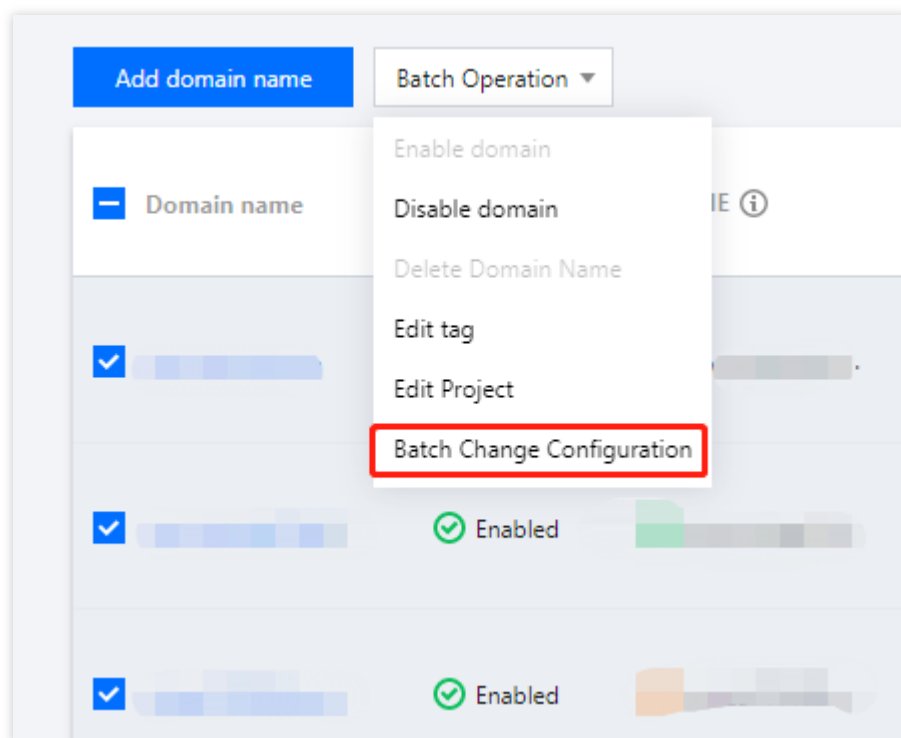 Add domain name
Batch Operation
Enable domain
Domain name
IE
Disable domain
Delete Domain Name
Edit tag
Edit Project
Batch Change Configuration
Enabled
Enabled